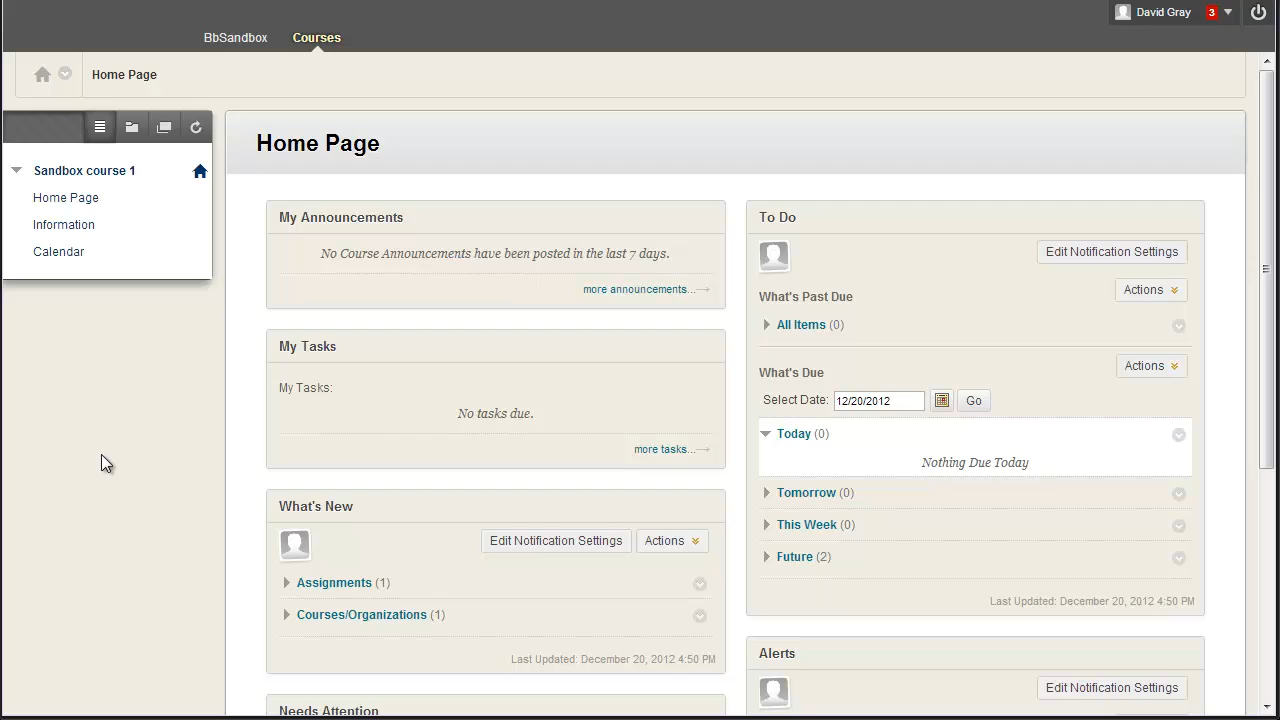 David Gray 3
BbSandbox Courses
Home Page
Sandbox course 1
Home Page
Information
Calendar
Home Page
My Announcements
No Course Announcements have been posted in the last 7 days.
more announcements...
My Tasks
My Tasks:
No tasks due.
more tasks...
What's New
Edit Notification Settings Actions
Assignments (1)
Courses/Organizations (1)
Last Updated: December 20, 2012 4:50 PM
Needs Attention
To Do
Edit Notification Settings
What's Past Due Actions
All Items (0)
What's Due Actions
Select Date: 12/20/2012 Go
Today (0)
Nothing Due Today
Tomorrow (0)
This Week (0)
Future (2)
Last Updated: December 20, 2012 4:50 PM
Alerts
Edit Notification Settings